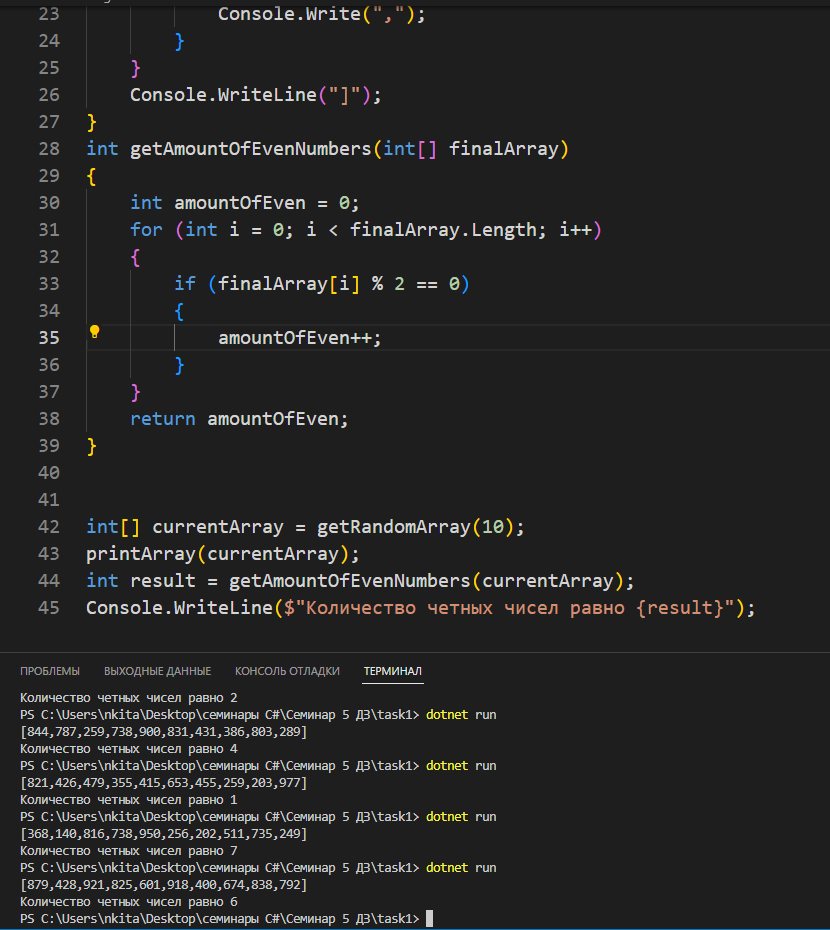 23 Console.Write(",");
24 }
25 }
26 Console.WriteLine("]");
27 }
28 int getAmountOfEvenNumbers(int[] finalArray)
29 {
30 int amountOfEven = 0;
31 for (int i = 0; i < finalArray.Length; i++)
32 {
33 if (finalArray[i] % 2 == 0)
34 {
35 amountOfEven++;
36 }
37 }
38 return amountOfEven;
39 }
40
41
42 int[] currentArray = getRandomArray(10);
43 printArray(currentArray);
44 int result = getAmountOfEvenNumbers(currentArray);
45 Console.WriteLine($"Количество четных чисел равно {result}");
ПРОБЛЕМЫ ВЫХОДНЫЕ ДАННЫЕ КОНСОЛЬ ОТЛАДКИ ТЕРМИНАЛ
Количество четных чисел равно 2
PS C:\Users\nkita\Desktop\семинары C#\Семинар 5 ДЗ\task1> dotnet run
[844,787,259,738,900,831,431,386,803,289]
Количество четных чисел равно 4
PS C:\Users\nkita\Desktop\семинары C#\Семинар 5 ДЗ\task1> dotnet run
[821,426,479,355,415,653,455,259,203,977]
Количество четных чисел равно 1
PS C:\Users\nkita\Desktop\семинары C#\Семинар 5 ДЗ\task1> dotnet run
[368,140,816,738,950,256,202,511,735,249]
Количество четных чисел равно 7
PS C:\Users\nkita\Desktop\семинары C#\Семинар 5 ДЗ\task1> dotnet run
[879,428,921,825,601,918,400,674,838,792]
Количество четных чисел равно 6
PS C:\Users\nkita\Desktop\семинары C#\Семинар 5 ДЗ\task1>